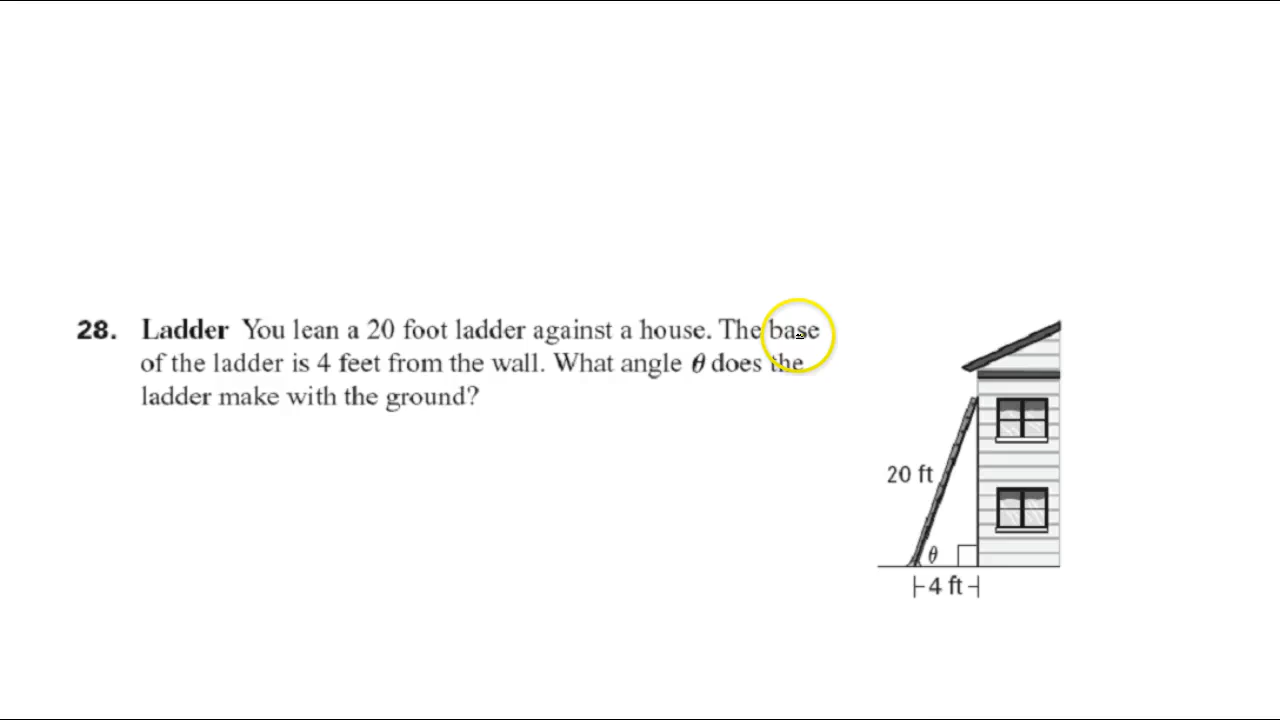 28. Ladder You lean a 20 foot ladder against a house. The base
of the ladder is 4 feet from the wall. What angle θ does the
ladder make with the ground?
20 ft
θ
4 ft